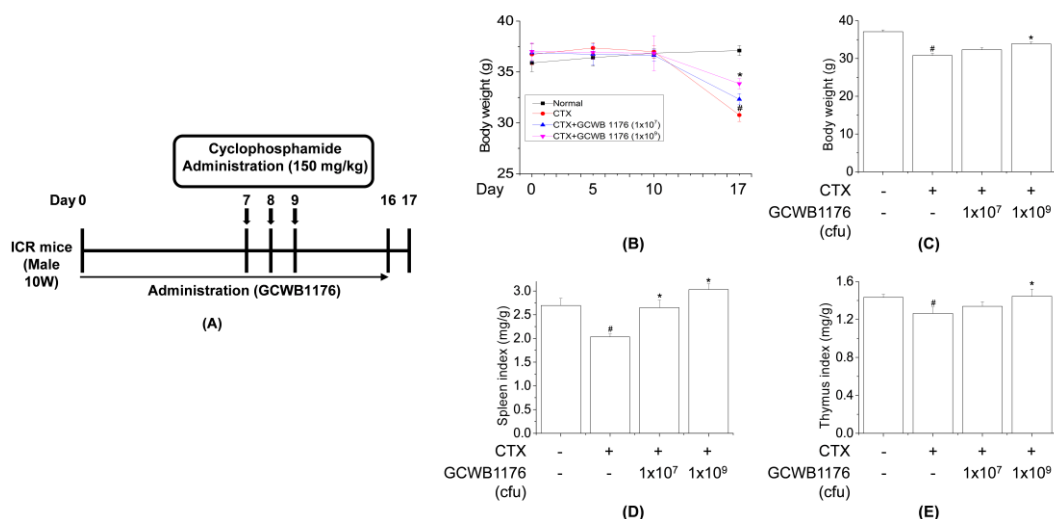 Cyclophosphamide
Administration (150 mg/kg)
Day 0 7 8 9 16 17
ICR mice
(Male
10W)
Administration (GCWB1176)
(A)
Body weight (g)
40
35
30
25
Normal
CTX
CTX+GCWB 1176 (1x10⁷)
CTX+GCWB 1176 (1x10⁹)
*
#
Day 0 5 10 17
(B)
Body weight (g)
40
30
20
10
0
# *
CTX - + + +
GCWB1176 - - 1x10⁷ 1x10⁹
(cfu)
(C)
Spleen index (mg/g)
3.0
2.5
2.0
1.5
1.0
0.5
0.0
# * *
CTX - + + +
GCWB1176 - - 1x10⁷ 1x10⁹
(cfu)
(D)
Thymus index (mg/g)
1.6
1.2
0.8
0.4
0.0
# *
CTX - + + +
GCWB1176 - - 1x10⁷ 1x10⁹
(cfu)
(E)